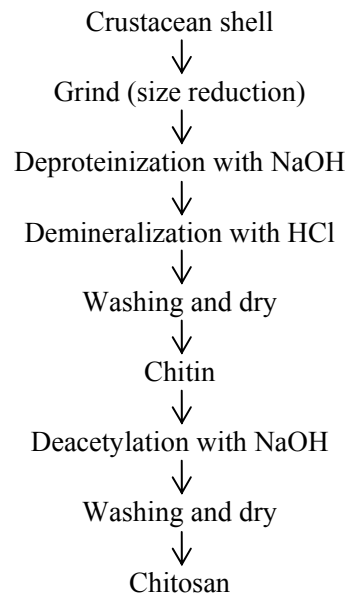 Crustacean shell
Grind (size reduction)
Deproteinization with NaOH
Demineralization with HCl
Washing and dry
Chitin
Deacetylation with NaOH
Washing and dry
Chitosan